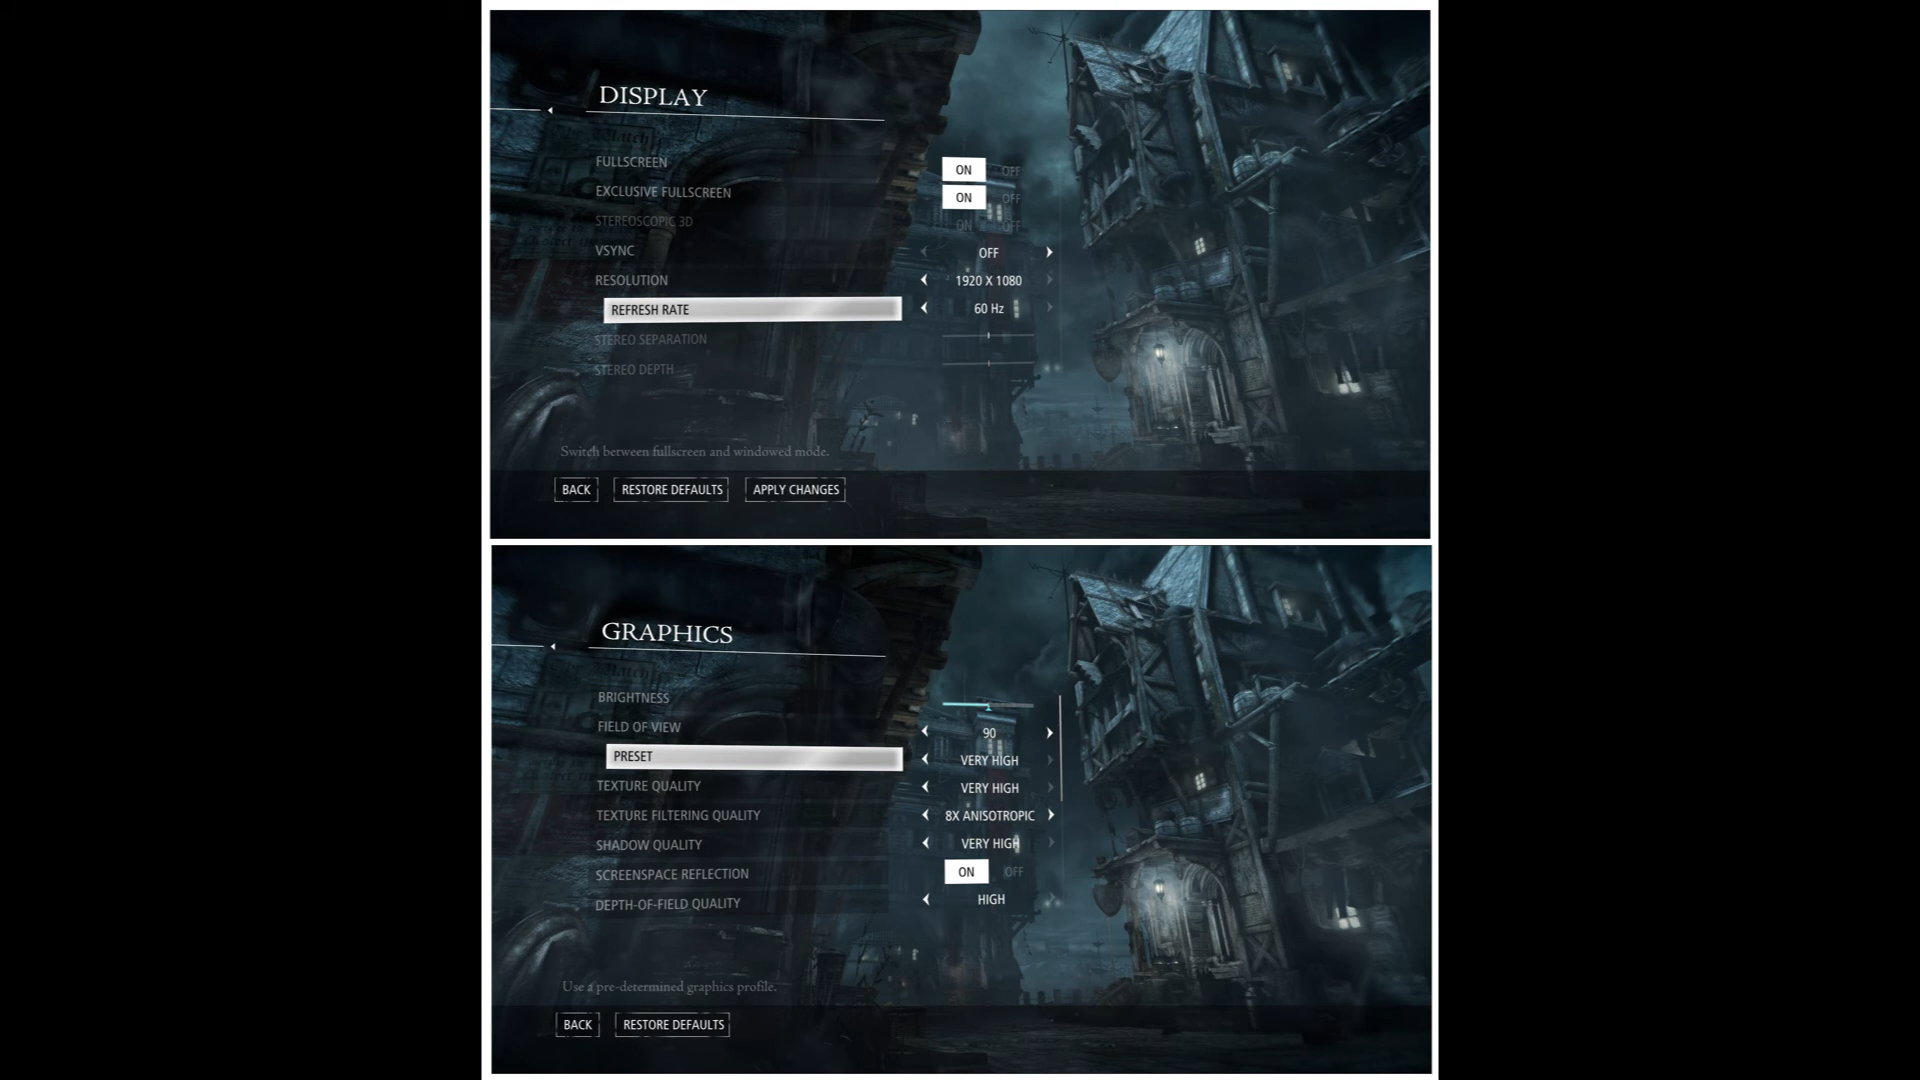 DISPLAY
FULLSCREEN ON OFF
EXCLUSIVE FULLSCREEN ON OFF
STEREOSCOPIC 3D ON OFF
VSYNC OFF
RESOLUTION 1920 X 1080
REFRESH RATE 60 Hz
STEREO SEPARATION
STEREO DEPTH
Switch between fullscreen and windowed mode.
BACK RESTORE DEFAULTS APPLY CHANGES
GRAPHICS
BRIGHTNESS
FIELD OF VIEW 90
PRESET VERY HIGH
TEXTURE QUALITY VERY HIGH
TEXTURE FILTERING QUALITY 8X ANISOTROPIC
SHADOW QUALITY VERY HIGH
SCREENSPACE REFLECTION ON OFF
DEPTH-OF-FIELD QUALITY HIGH
Use a pre-determined graphics profile.
BACK RESTORE DEFAULTS